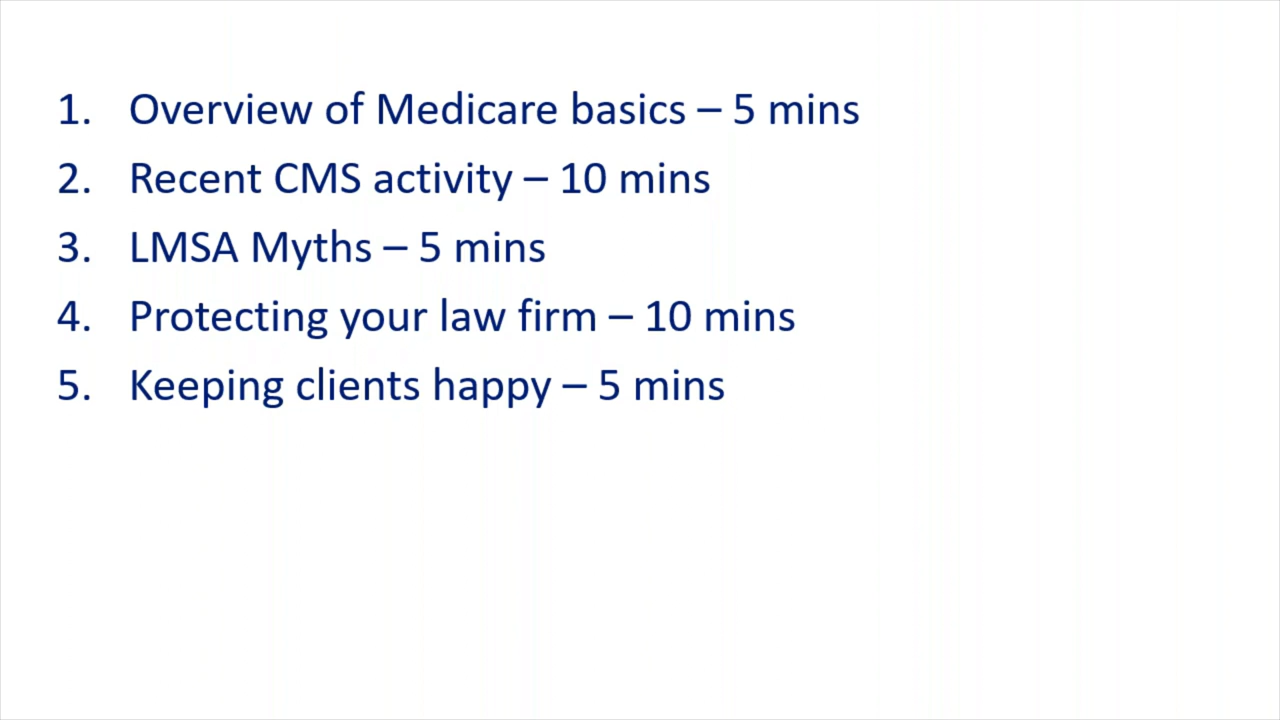 1. Overview of Medicare basics – 5 mins
2. Recent CMS activity – 10 mins
3. LMSA Myths – 5 mins
4. Protecting your law firm – 10 mins
5. Keeping clients happy – 5 mins